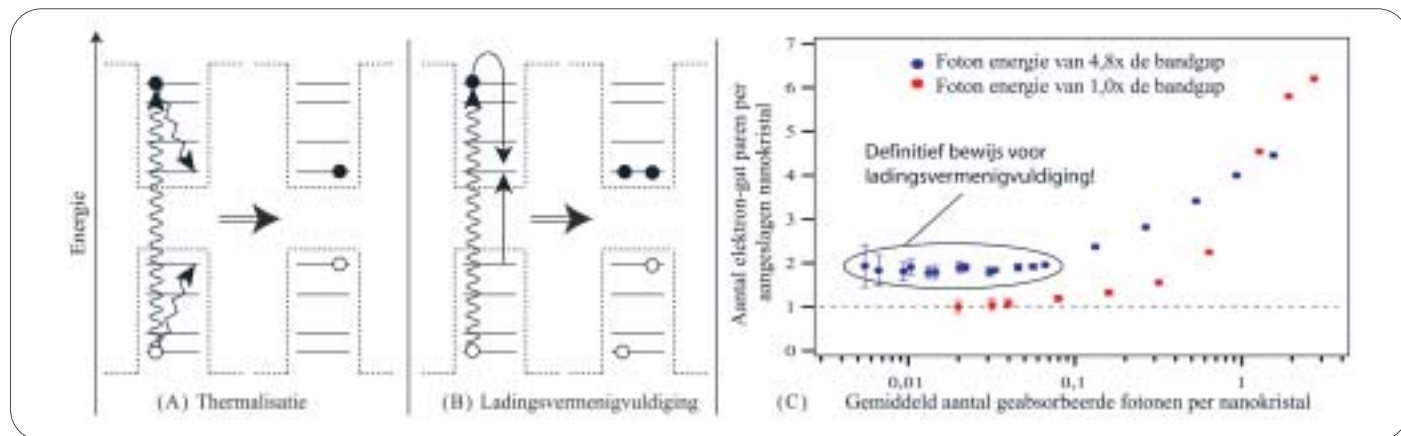 Energie
(A) Thermalisatie
(B) Ladingsvermenigvuldiging
Aantal elektron-gat paren per
aangeslagen nanokristal
7
6
5
4
3
2
1
0
Foton energie van 4,8x de bandgap
Foton energie van 1,0x de bandgap
Definitief bewijs voor
ladingsvermenigvuldiging!
0,01
0,1
1
(C)
Gemiddeld aantal geabsorbeerde fotonen per nanokristal